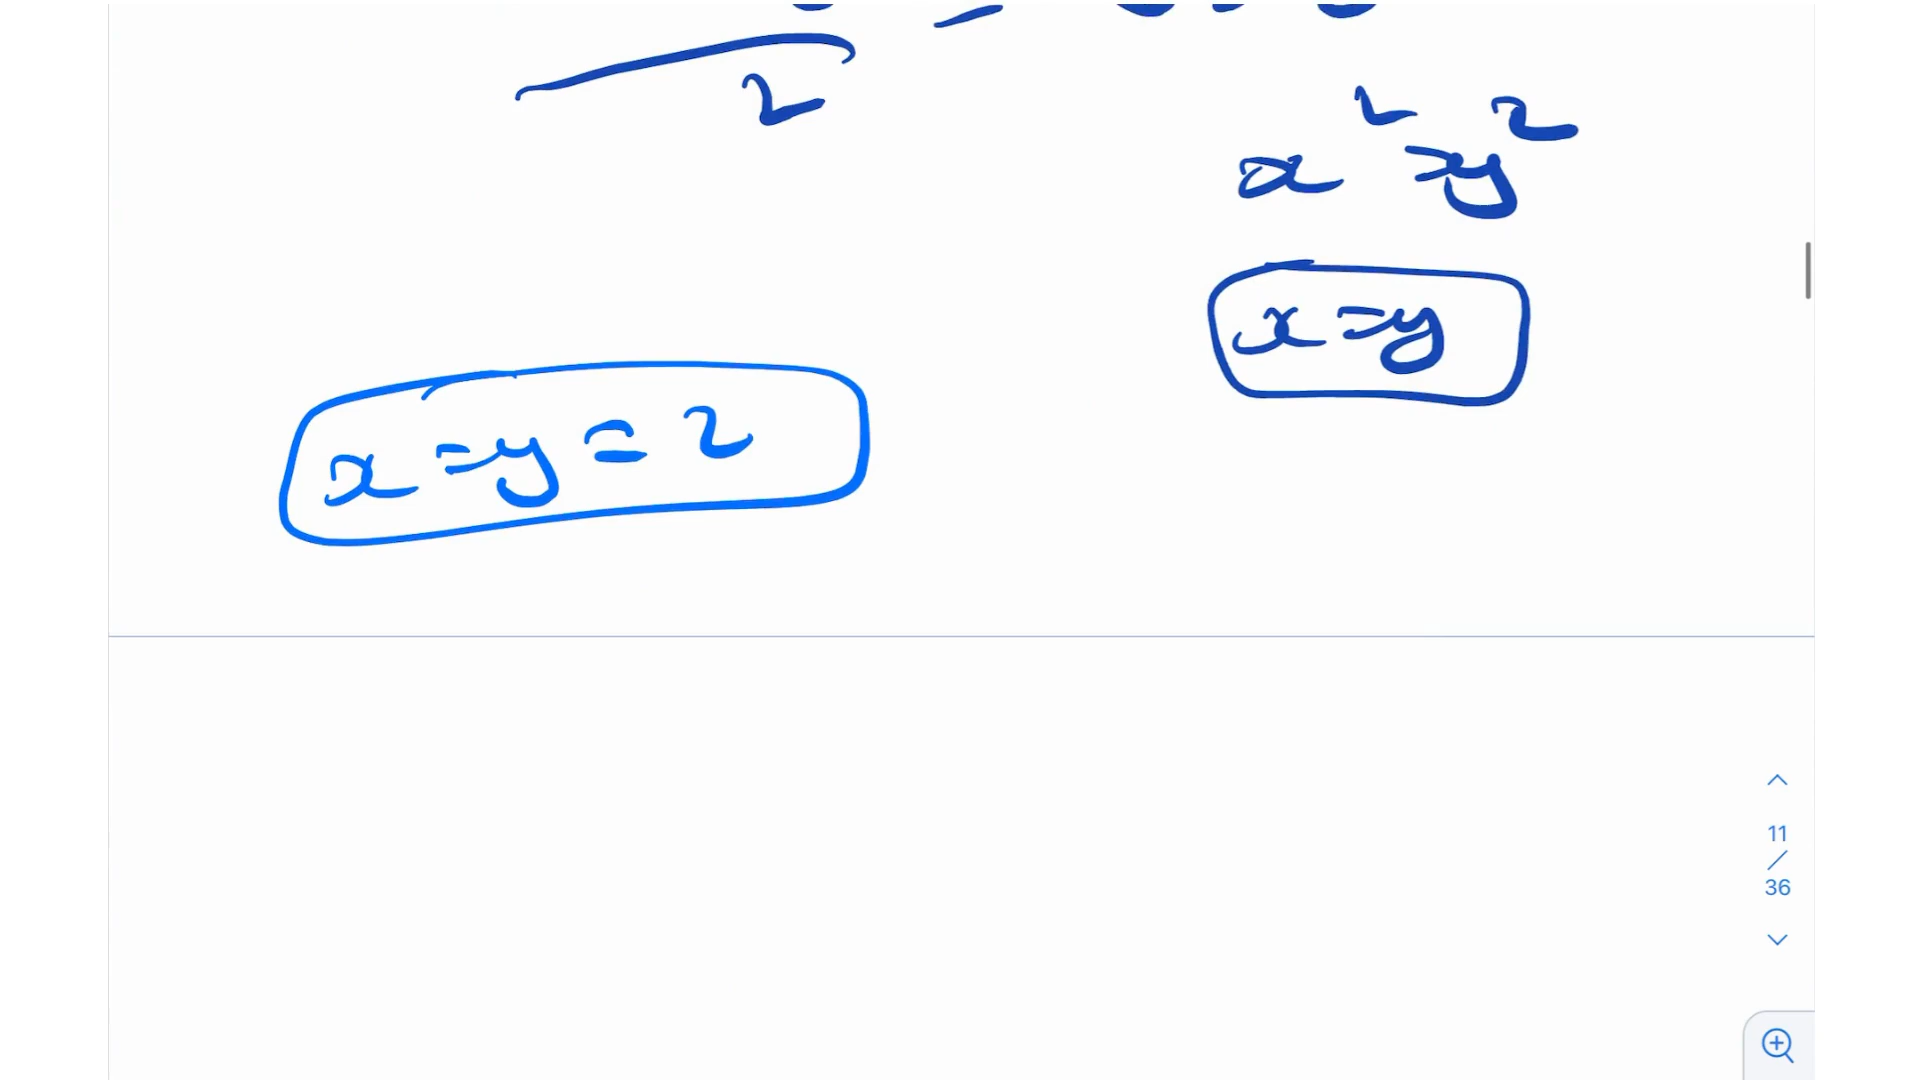 2
x² = y²
x = y
x = y = 2
11
/
36